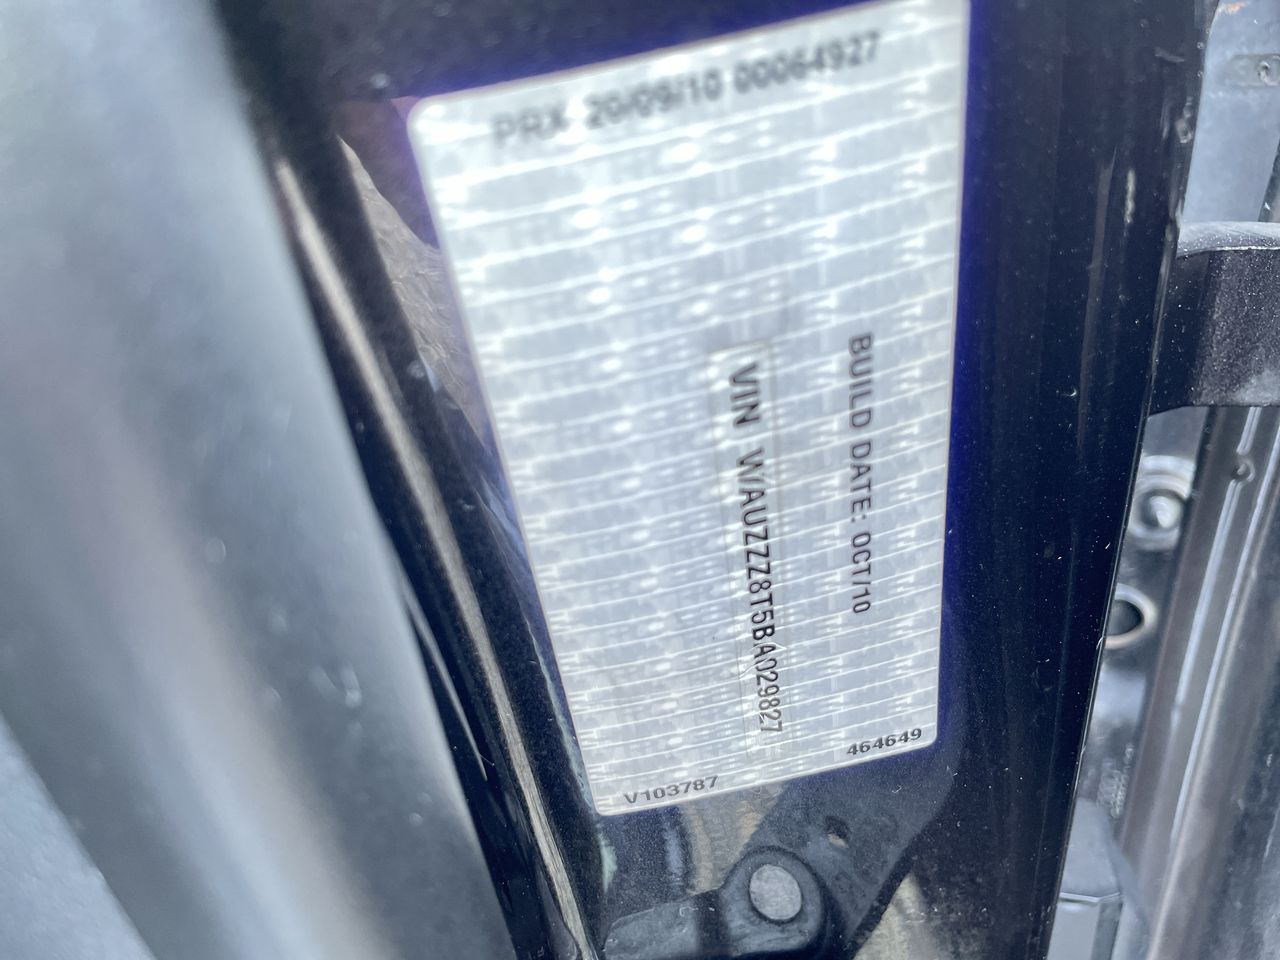 PRX 20/09/10 00064927
BUILD DATE: OCT/10
VIN WAUZZZ8T5BA029827
V103787
464649